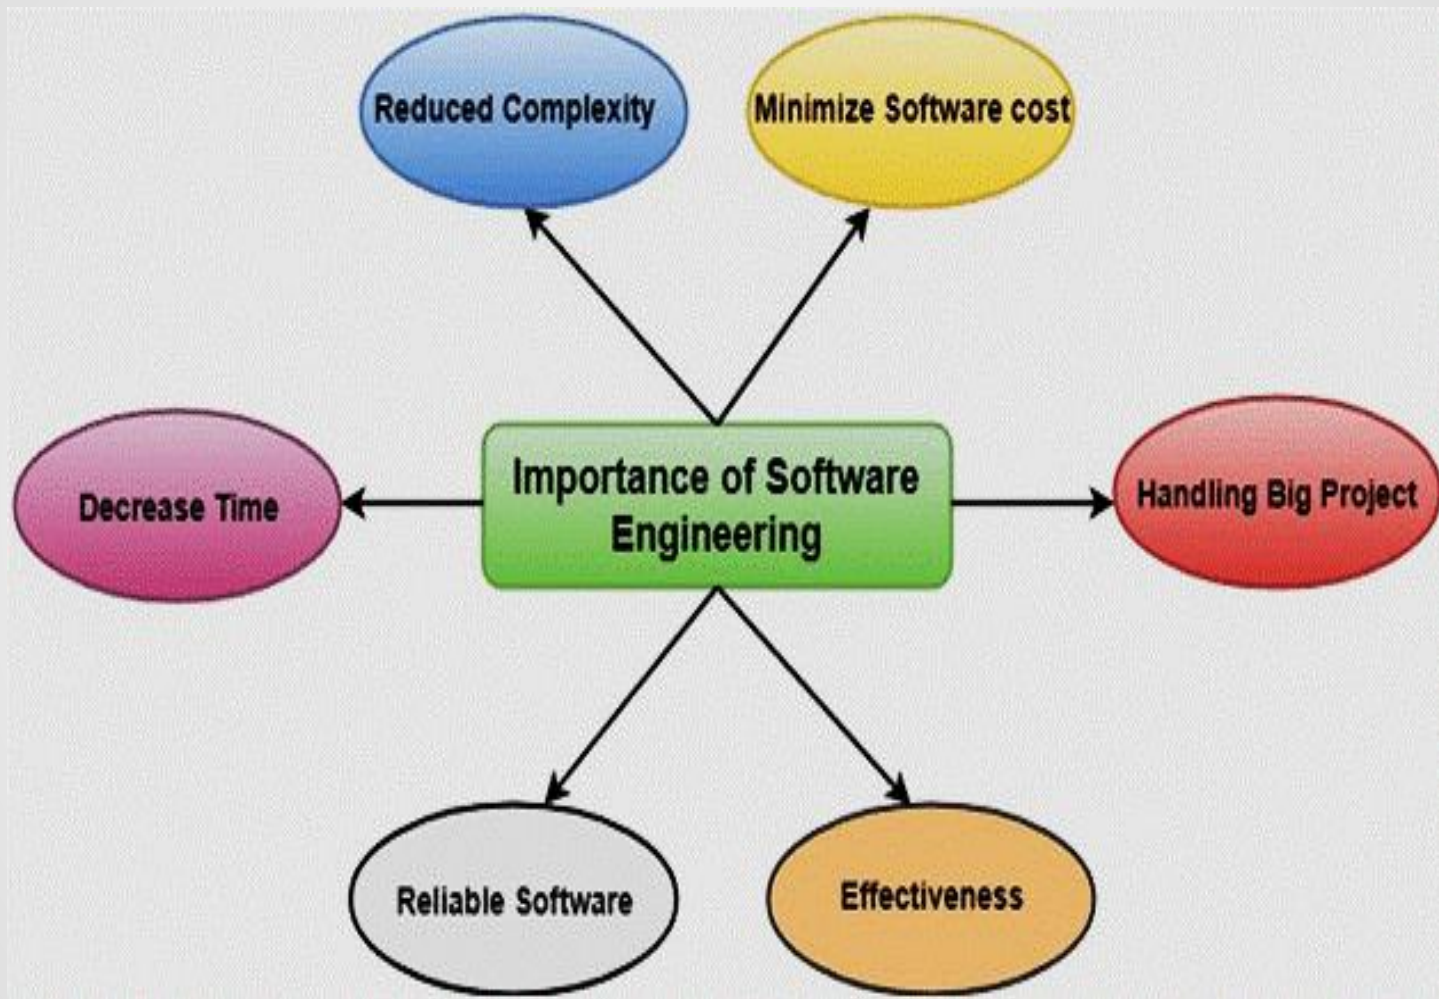 Reduced Complexity
Minimize Software cost
Decrease Time
Importance of Software
Engineering
Handling Big Project
Reliable Software
Effectiveness